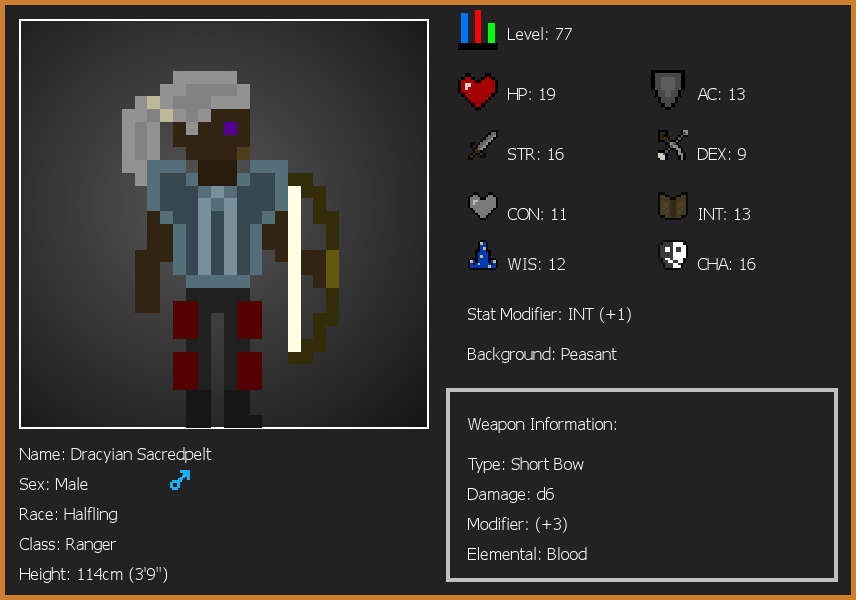 Level: 77
HP: 19
AC: 13
STR: 16
DEX: 9
CON: 11
INT: 13
WIS: 12
CHA: 16
Stat Modifier: INT (+1)
Background: Peasant
Weapon Information:
Type: Short Bow
Damage: d6
Modifier: (+3)
Elemental: Blood
Name: Dracyian Sacredpelt
Sex: Male
Race: Halfling
Class: Ranger
Height: 114cm (3'9")